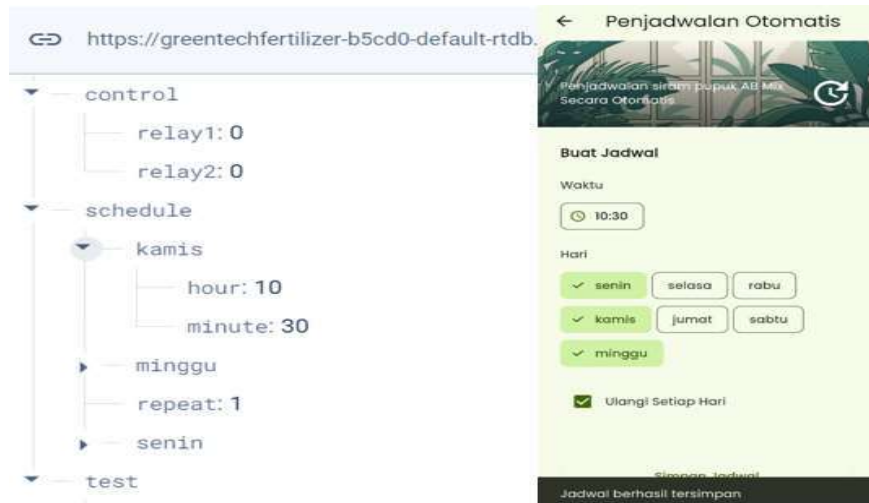 https://greentechfertilizer-b5cd0-default-rtdb.
control
relay1: 0
relay2: 0
schedule
kamis
hour: 10
minute: 30
minggu
repeat: 1
senin
test
Penjadwalan Otomatis
Penjadwalan siram pupuk AB Mix
Secara Otomatis
Buat Jadwal
Waktu
10:30
Hari
senin selasa rabu
kamis jumat sabtu
minggu
Ulangi Setiap Hari
Simpan Jadwal
Jadwal berhasil tersimpan